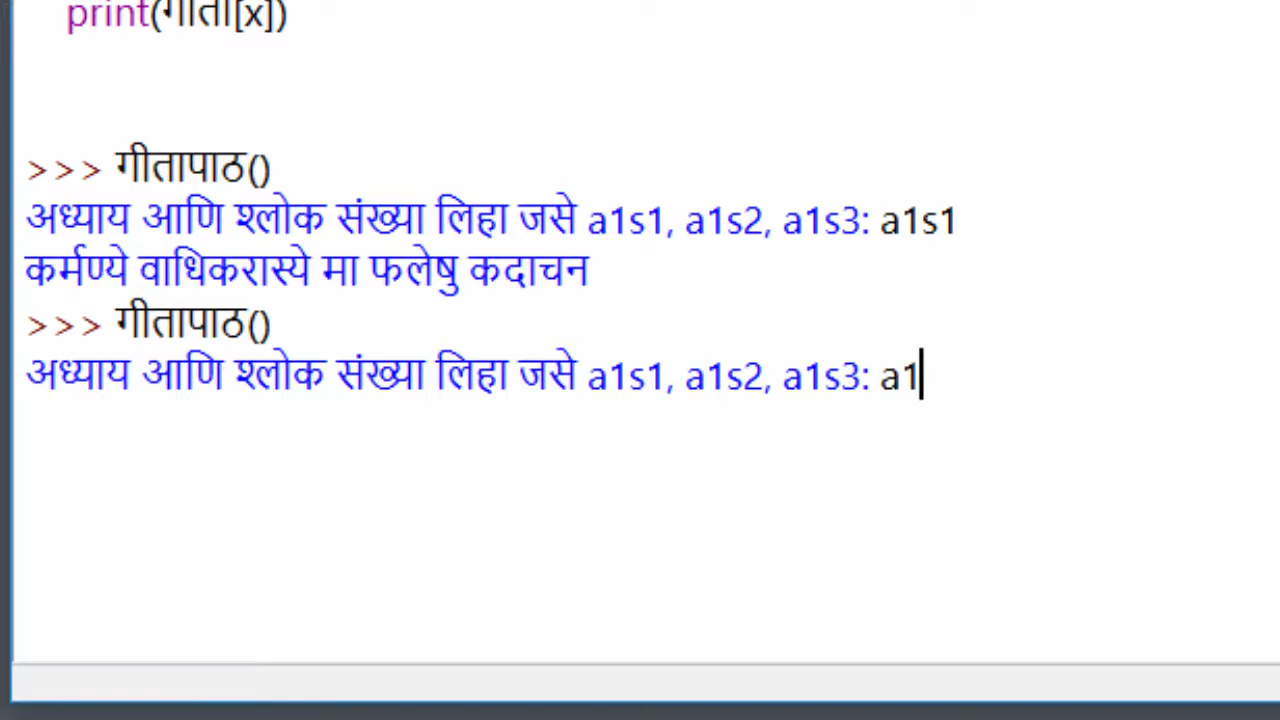 print(गीता[x])
>>> गीतापाठ()
अध्याय आणि श्लोक संख्या लिहा जसे a1s1, a1s2, a1s3: a1s1
कर्मण्ये वाधिकरास्ये मा फलेषु कदाचन
>>> गीतापाठ()
अध्याय आणि श्लोक संख्या लिहा जसे a1s1, a1s2, a1s3: a1